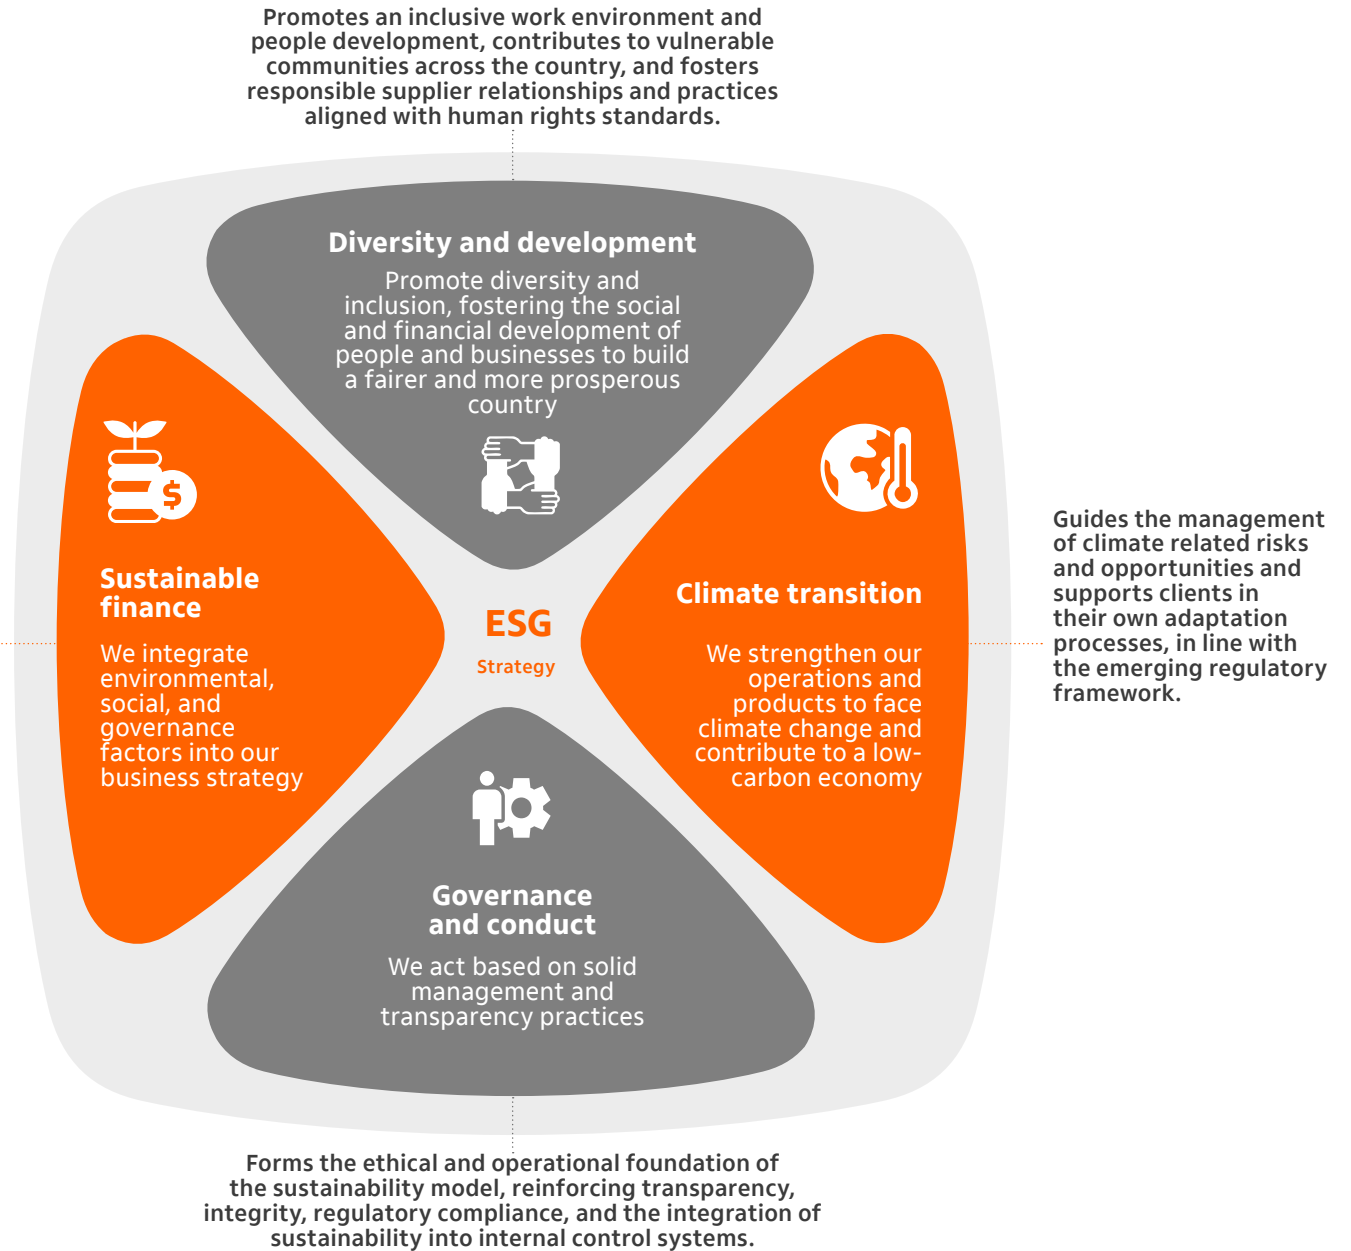 Promotes an inclusive work environment and
people development, contributes to vulnerable
communities across the country, and fosters
responsible supplier relationships and practices
aligned with human rights standards.
Diversity and development
Promote diversity and
inclusion, fostering the social
and financial development of
people and businesses to build
a fairer and more prosperous
country
$
Sustainable
finance
We integrate
environmental,
social, and
governance
factors into our
business strategy
ESG
Strategy
Climate transition
We strengthen our
operations and
products to face
climate change and
contribute to a low-
carbon economy
Guides the management
of climate related risks
and opportunities and
supports clients in
their own adaptation
processes, in line with
the emerging regulatory
framework.
Governance
and conduct
We act based on solid
management and
transparency practices
Forms the ethical and operational foundation of
the sustainability model, reinforcing transparency,
integrity, regulatory compliance, and the integration of
sustainability into internal control systems.